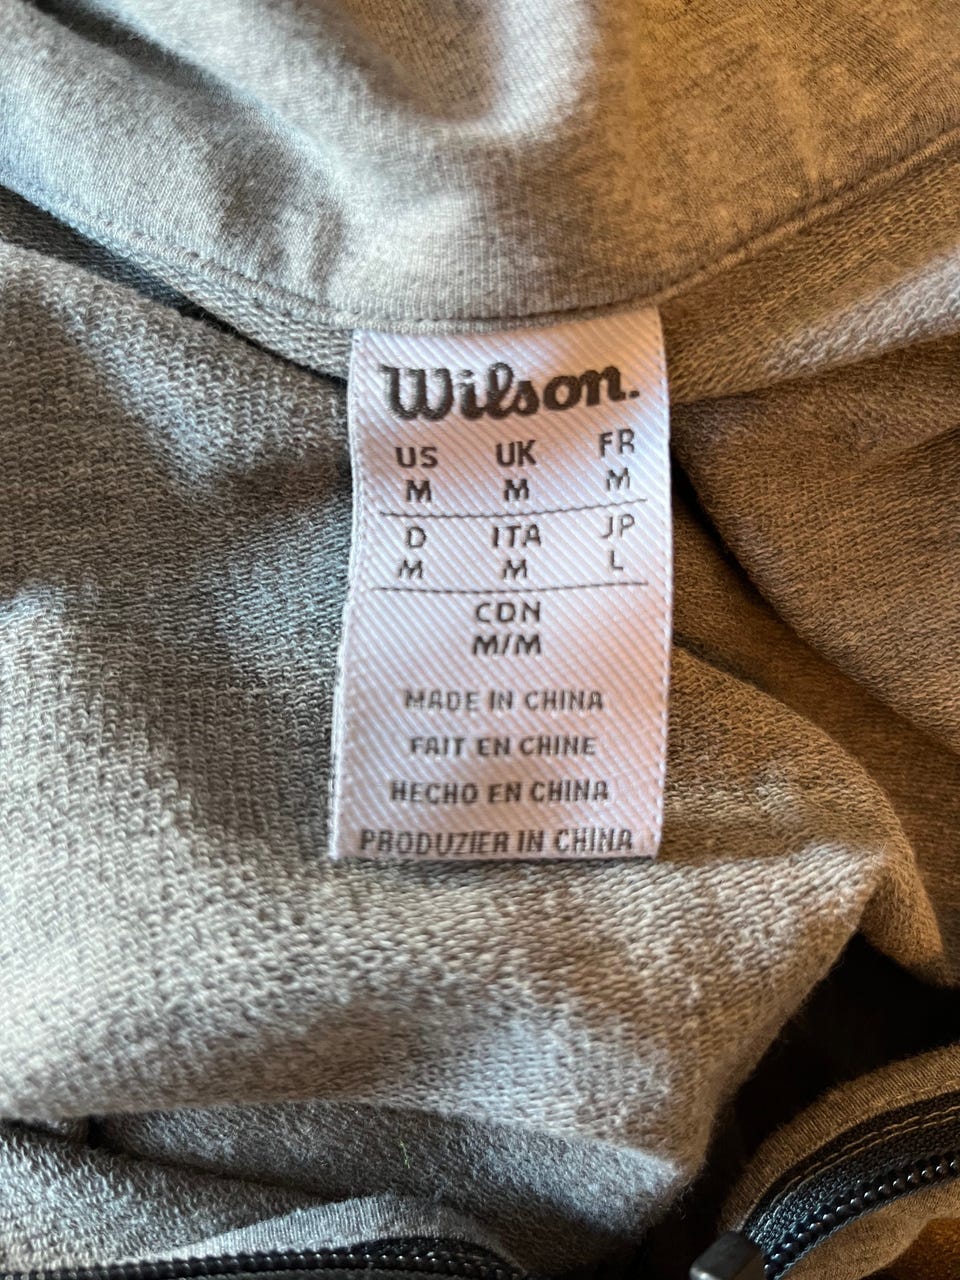 Wilson.
US UK FR
M M M
D ITA JP
M M L
CDN
M/M
MADE IN CHINA
FAIT EN CHINE
HECHO EN CHINA
PRODUZIER IN CHINA